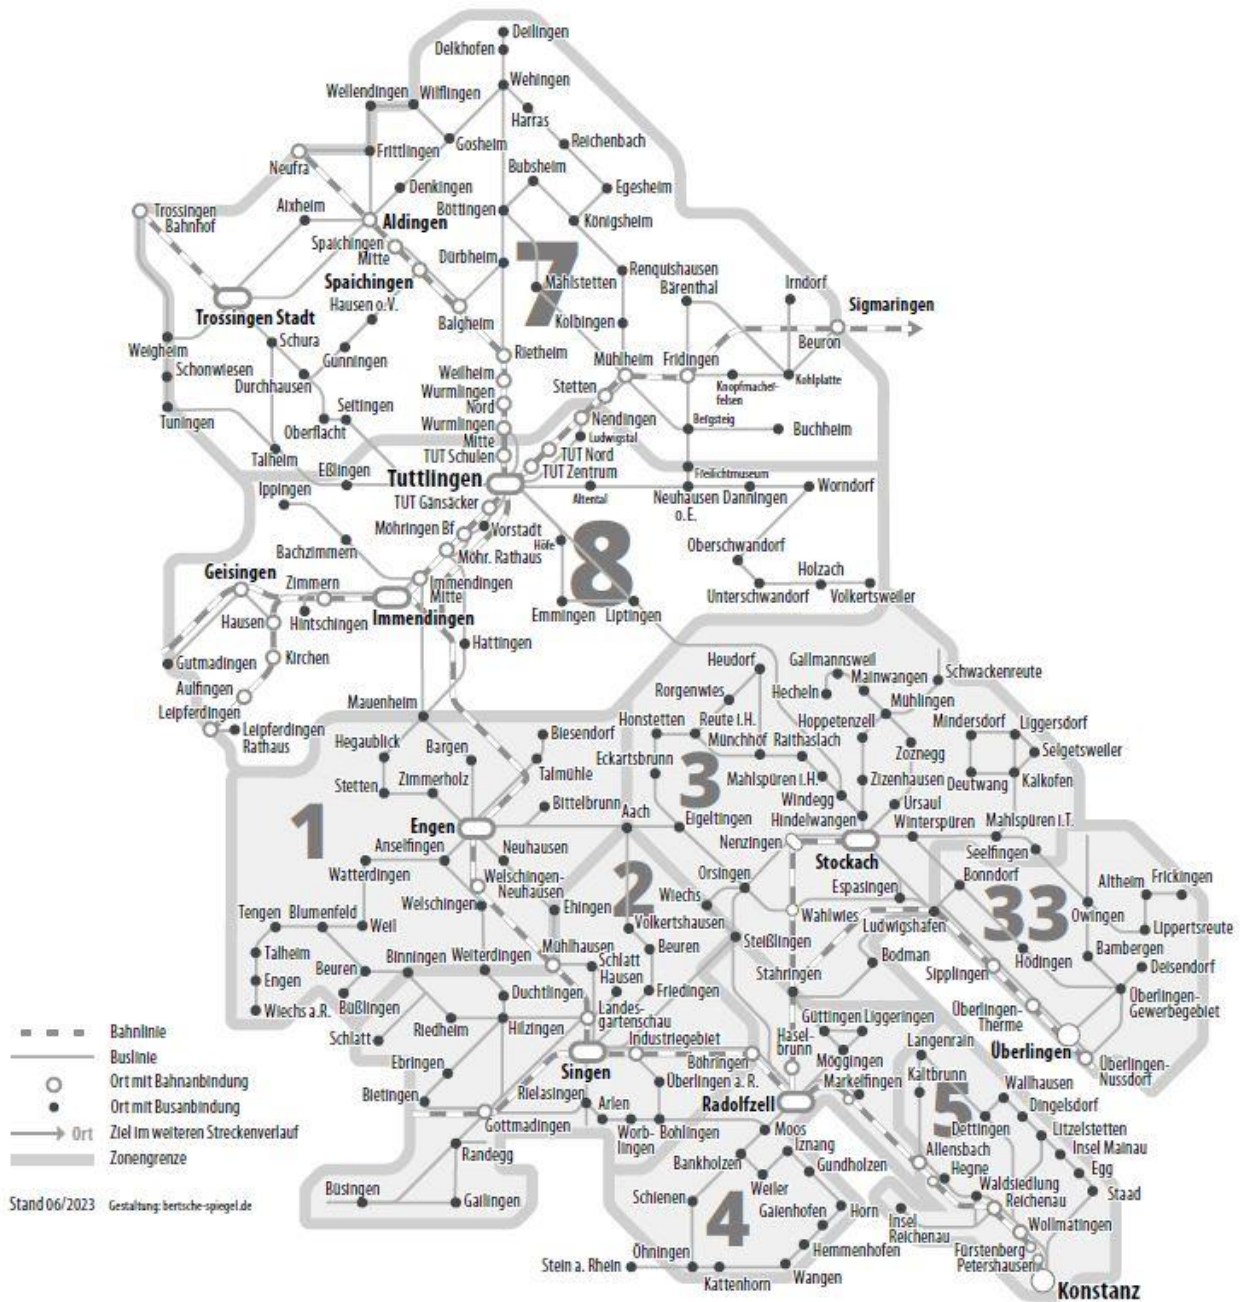 Deilingen
Delkhofen
Wehingen
Wellendingen
Wilflingen
Harras
Gosheim
Reichenbach
Frittlingen
Neufra
Bubsheim
Denkingen
Egesheim
Trossingen
Bahnhof
Aixheim
Böttingen
Königsheim
Aldingen
Spaichingen
Mitte
Dürbheim
7
Renquishausen
Spaichingen
Mahlstetten
Bärenthal
Irndorf
Hausen o.V.
Sigmaringen
Trossingen Stadt
Balgheim
Kolbingen
Beuron
Weigheim
Schura
Gunningen
Rietheim
Mühlheim
Fridingen
Schonwiesen
Durchhausen
Weilheim
Stetten
Knopfmacher-
felsen
Kohlplatte
Wurmlingen
Nord
Tuningen
Seitingen
Nendingen
Bergsteig
Buchheim
Oberflacht
Wurmlingen
Mitte
Ludwigstal
Talheim
TUT Schulen
TUT Nord
Eßlingen
Tuttlingen
TUT Zentrum
Freilichtmuseum
Ippingen
TUT Gänsäcker
Altental
Neuhausen
o.E.
Danningen
Worndorf
Möhringen Bf
Vorstadt
8
Bachzimmern
Möhr. Rathaus
Höfe
Oberschwandorf
Geisingen
Zimmern
Immendingen
Mitte
Holzach
Hausen
Hintschingen
Immendingen
Emmingen
Liptingen
Unterschwandorf
Volkertsweiler
Gutmadingen
Kirchen
Hattingen
Aulfingen
Heudorf
Gallmannsweil
Schwackenreute
Leipferdingen
Mauenheim
Rorgenwies
Hecheln
Mainwangen
Mühlingen
Leipferdingen
Rathaus
Honstetten
Reute i.H.
Hoppetenzell
Mindersdorf
Liggersdorf
Hegaublick
Bargen
Biesendorf
Münchhof
Raithaslach
Zoznegg
Selgetsweiler
Stetten
Zimmerholz
Talmühle
Eckartsbrunn
3
Mahlspüren i.H.
Zizenhausen
Deutwang
Kalkofen
Bittelbrunn
Windegg
Ursaul
1
Engen
Aach
Eigeltingen
Hindelwangen
Winterspüren
Mahlspüren i.T.
Anselfingen
Neuhausen
Nenzingen
Stockach
Seelfingen
Watterdingen
Welschingen-
Neuhausen
2
Orsingen
Bonndorf
Altheim
Frickingen
Welschingen
Ehingen
Wiechs
Espasingen
33
Tengen
Blumenfeld
Weil
Volkertshausen
Wahlwies
Ludwigshafen
Owingen
Lippertsreute
Talheim
Binningen
Weiterdingen
Mühlhausen
Beuren
Steißlingen
Bodman
Hödingen
Bambergen
Engen
Beuren
Schlatt
Hausen
Stahringen
Sipplingen
Deisendorf
Wiechs a.R.
Büßlingen
Duchtlingen
Friedingen
Überlingen-
Gewerbegebiet
Schlatt
Riedheim
Hilzingen
Landes-
gartenschau
Güttingen
Liggeringen
Überlingen-
Therme
Bahnlinie
Buslinie
Ebringen
Industriegebiet
Hasel-
brunn
Möggingen
Langenrain
Überlingen
Ort mit Bahnanbindung
Singen
Böhringen
Markelfingen
Kaltbrunn
Überlingen-
Nussdorf
Ort mit Busanbindung
Bietingen
Rielasingen
Überlingen a. R.
Radolfzell
5
Wallhausen
Ort
Ziel im weiteren Streckenverlauf
Gottmadingen
Arlen
Dettingen
Dingelsdorf
Zonengrenze
Worb-
lingen
Bohlingen
Moos
Iznang
Allensbach
Litzelstetten
Randegg
Bankholzen
Gundholzen
Hegne
Insel Mainau
Stand 06/2023
Gestaltung: bertsche-spiegel.de
Büsingen
Gailingen
Schienen
Weiler
Waldsiedlung
Reichenau
Egg
4
Gaienhofen
Horn
Insel
Reichenau
Staad
Wollmatingen
Öhningen
Hemmenhofen
Fürstenberg
Petershausen
Stein a. Rhein
Kattenhorn
Wangen
Konstanz